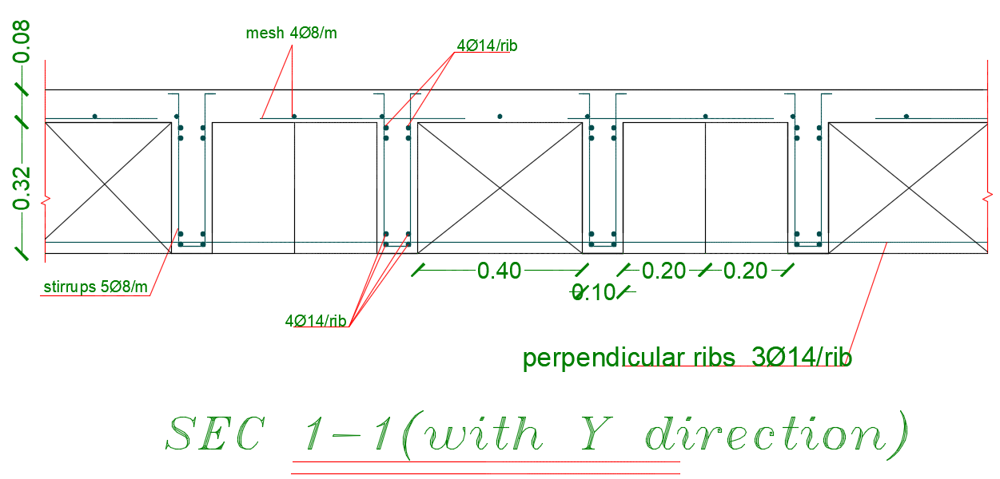 0.08
mesh 4Ø8/m
4Ø14/rib
0.32
0.40
0.20
0.20
0.10
stirrups 5Ø8/m
4Ø14/rib
perpendicular ribs 3Ø14/rib
SEC 1-1(with Y direction)